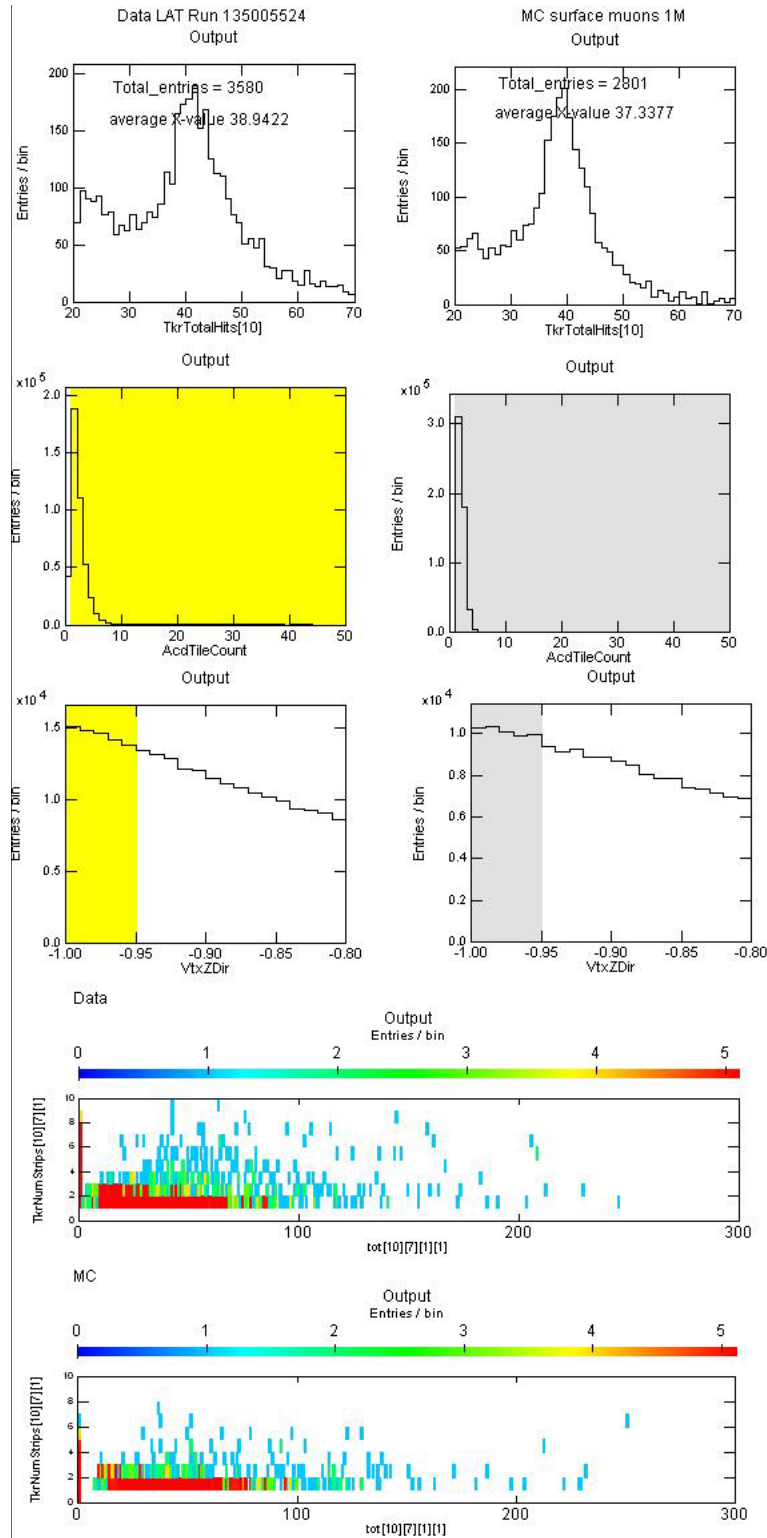 Data LAT Run 135005524
Output
Total_entries = 3580
average X-value 38.9422
Entries / bin
200
150
100
50
0
20 30 40 50 60 70
TkrTotalHits[10]
MC surface muons 1M
Output
Total_entries = 2801
average X-value 37.3377
Entries / bin
200
150
100
50
0
20 30 40 50 60 70
TkrTotalHits[10]
Output
x10 5
Entries / bin
2.0
1.5
1.0
0.5
0.0
0 10 20 30 40 50
AcdTileCount
Output
x10 5
Entries / bin
3.0
2.0
1.0
0.0
0 10 20 30 40 50
AcdTileCount
Output
x10 4
Entries / bin
1.5
1.0
0.5
0.0
-1.00 -0.95 -0.90 -0.85 -0.80
VtxZDir
Output
x10 4
Entries / bin
1.0
0.8
0.6
0.4
0.2
0.0
-1.00 -0.95 -0.90 -0.85 -0.80
VtxZDir
Data
Output
Entries / bin
0 1 2 3 4 5
TkrNumStrips[10][7][1]
10
8
6
4
2
0
0 100 200 300
tot[10][7][1][1]
MC
Output
Entries / bin
0 1 2 3 4 5
TkrNumStrips[10][7][1]
10
8
6
4
2
0
0 100 200 300
tot[10][7][1][1]